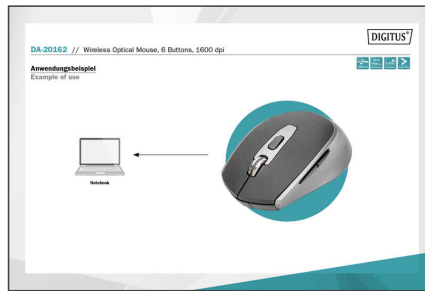 DIGITUS®
DA-20162 // Wireless Optical Mouse, 6 Buttons, 1600 dpi
Anwendungsbeispiel
Example of use
Notebook